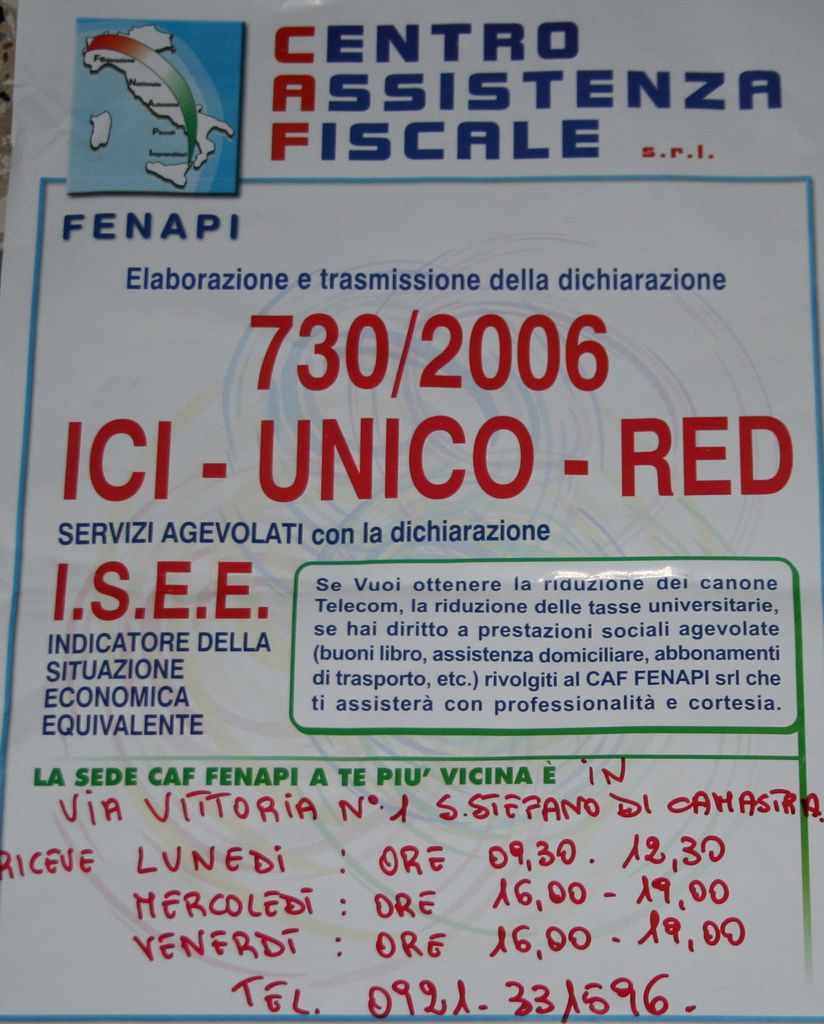 CENTRO
ASSISTENZA
FISCALE s.r.l.
Federazione
Nazionale
Autonoma
Piccoli
Imprenditori
FENAPI
Elaborazione e trasmissione della dichiarazione
730/2006
ICI - UNICO - RED
SERVIZI AGEVOLATI con la dichiarazione
I.S.E.E.
INDICATORE DELLA
SITUAZIONE
ECONOMICA
EQUIVALENTE
Se Vuoi ottenere la riduzione del canone
Telecom, la riduzione delle tasse universitarie,
se hai diritto a prestazioni sociali agevolate
(buoni libro, assistenza domiciliare, abbonamenti
di trasporto, etc.) rivolgiti al CAF FENAPI srl che
ti assisterà con professionalità e cortesia.
LA SEDE CAF FENAPI A TE PIU' VICINA È IN
VIA VITTORIA N°.1 S.STEFANO DI CAMASTRA.
RICEVE LUNEDÌ : ORE 09,30. 12,30
MERCOLEDÌ : ORE 16,00 - 19,00
VENERDÌ : ORE 16,00 - 19,00
TEL. 0921-331596.